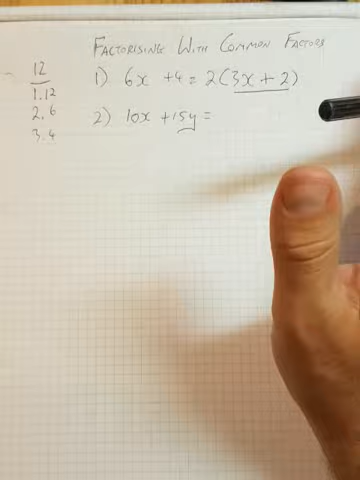 FACTORISING WITH COMMON FACTORS
12
1.12
2.6
3.4
1) 6x + 4 = 2(3x + 2)
2) 10x + 15y =